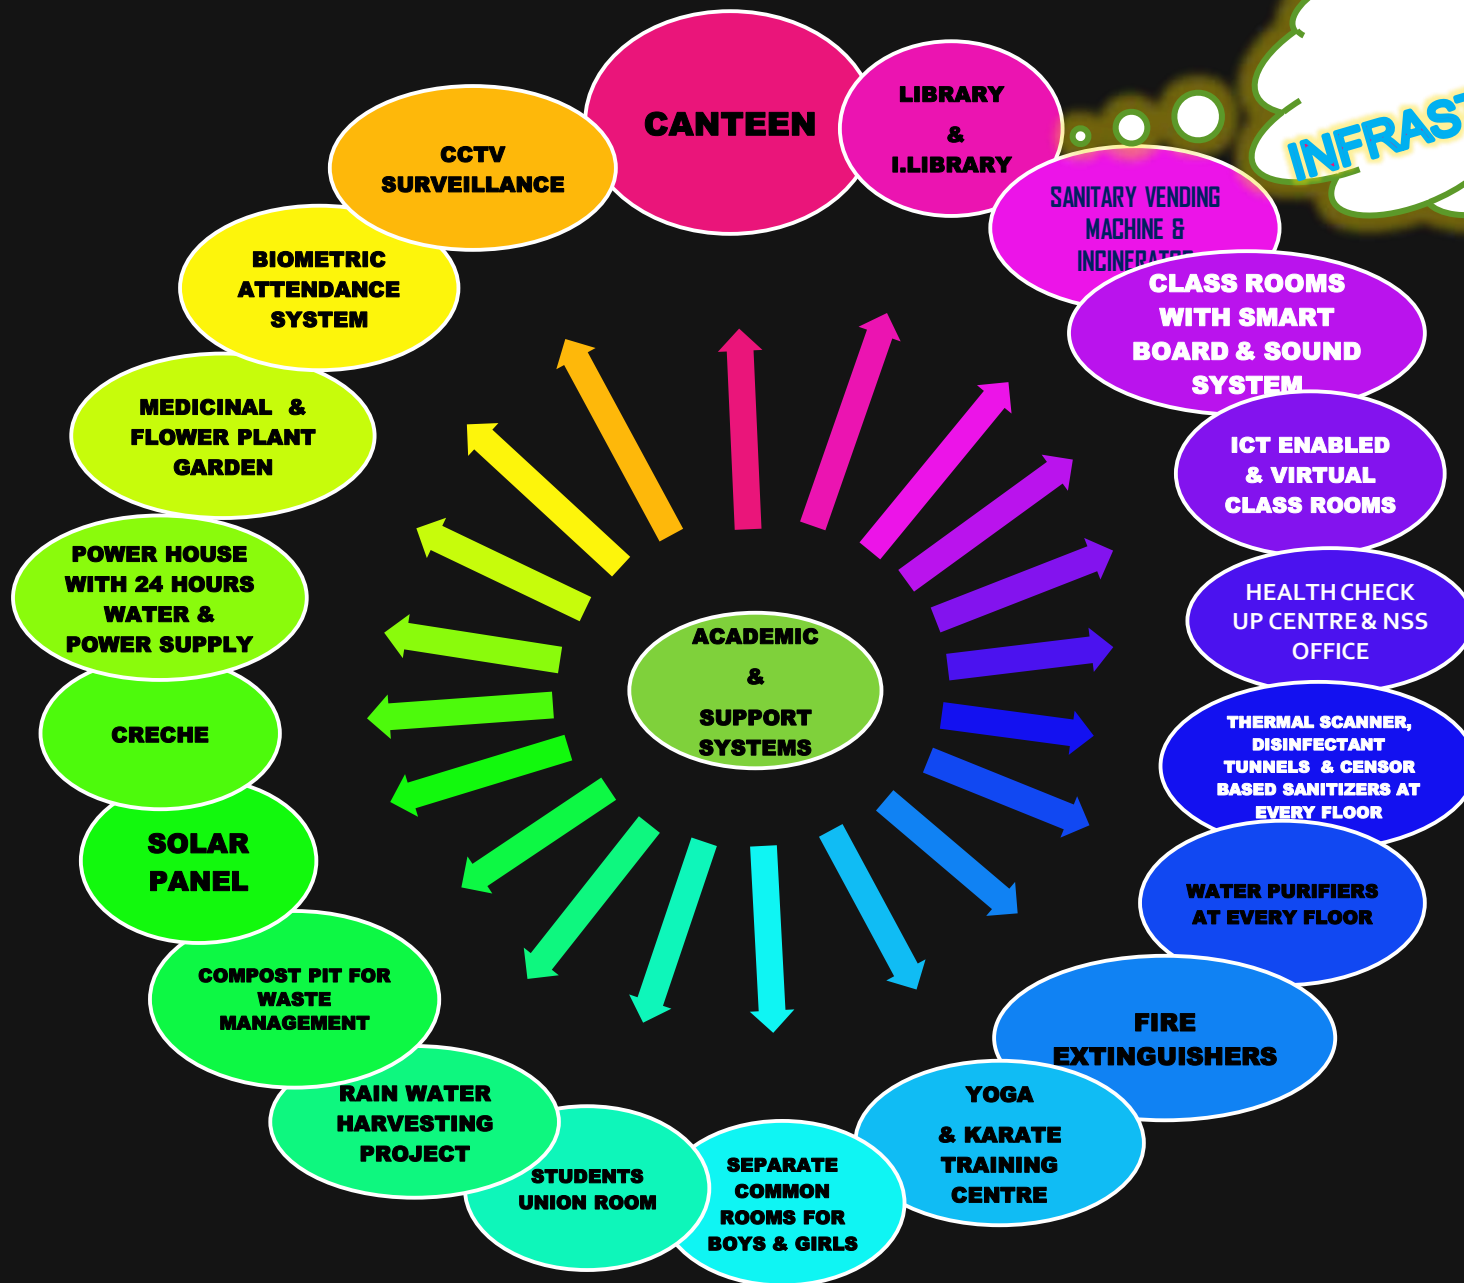 CANTEEN
LIBRARY
&
I.LIBRARY
SANITARY VENDING
MACHINE &
CLASS ROOMS
WITH SMART
BOARD & SOUND
SYSTEM
ICT ENABLED
& VIRTUAL
CLASS ROOMS
HEALTH CHECK
UP CENTRE & NSS
OFFICE
THERMAL SCANNER,
DISINFECTANT
TUNNELS & CENSOR
BASED SANITIZERS AT
EVERY FLOOR
WATER PURIFIERS
AT EVERY FLOOR
FIRE
EXTINGUISHERS
YOGA
& KARATE
TRAINING
CENTRE
SEPARATE
COMMON
ROOMS FOR
BOYS & GIRLS
STUDENTS
UNION ROOM
RAIN WATER
HARVESTING
PROJECT
COMPOST PIT FOR
WASTE
MANAGEMENT
SOLAR
PANEL
CRECHE
POWER HOUSE
WITH 24 HOURS
WATER &
POWER SUPPLY
MEDICINAL &
FLOWER PLANT
GARDEN
BIOMETRIC
ATTENDANCE
SYSTEM
CCTV
SURVEILLANCE
ACADEMIC
&
SUPPORT
SYSTEMS